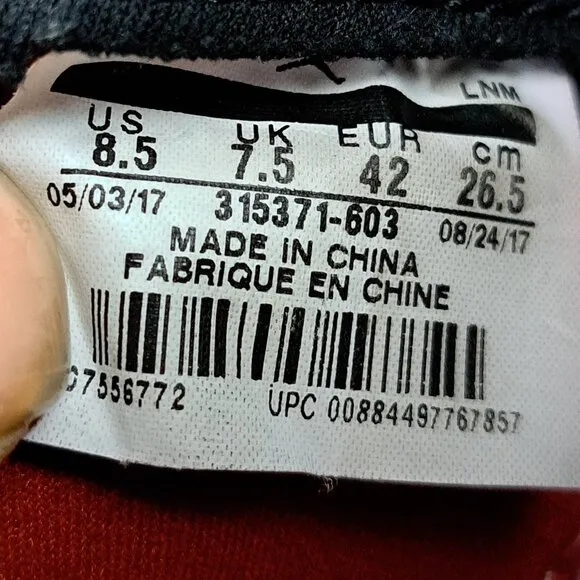 LNM
US UK EUR cm
8.5 7.5 42 26.5
05/03/17 315371-603 08/24/17
MADE IN CHINA
FABRIQUE EN CHINE
7556772 UPC 00884497767857